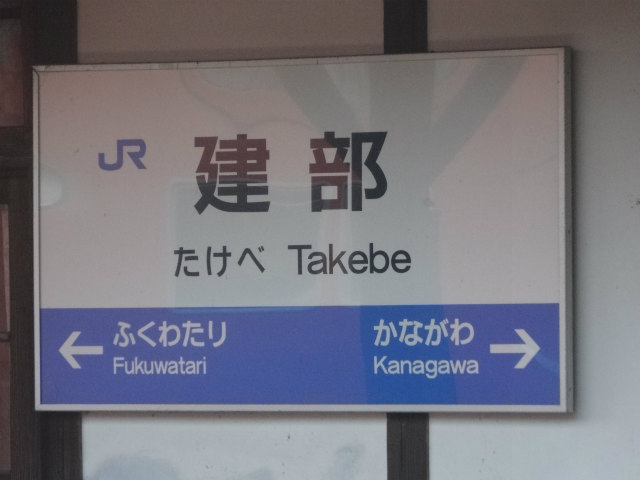 JR 建部
たけべ Takebe
← ふくわたり かながわ →
Fukuwatari Kanagawa